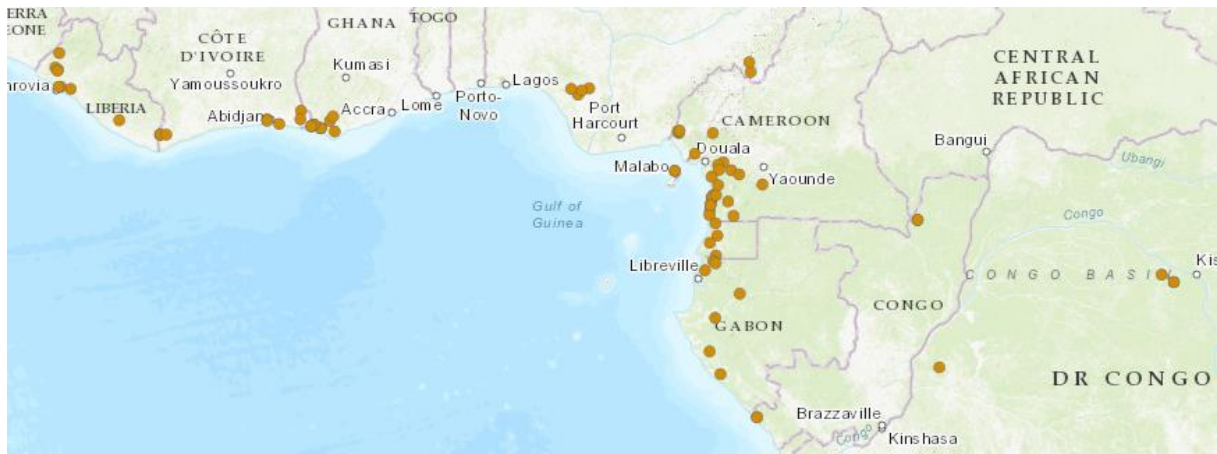 ERRA
EONE
CÔTE
D'IVOIRE
Yamoussoukro
nrovia
LIBERIA
Abidjan
GHANA
Kumasi
Accra
TOGO
Lome
Porto-
Novo
Lagos
Port
Harcourt
CAMEROON
Douala
Malabo
Yaounde
CENTRAL
AFRICAN
REPUBLIC
Bangui
Ubangi
Congo
Gulf of
Guinea
Libreville
GABON
CONGO
CONGO BASIN
Kis
DR CONGO
Brazzaville
Congo
Kinshasa